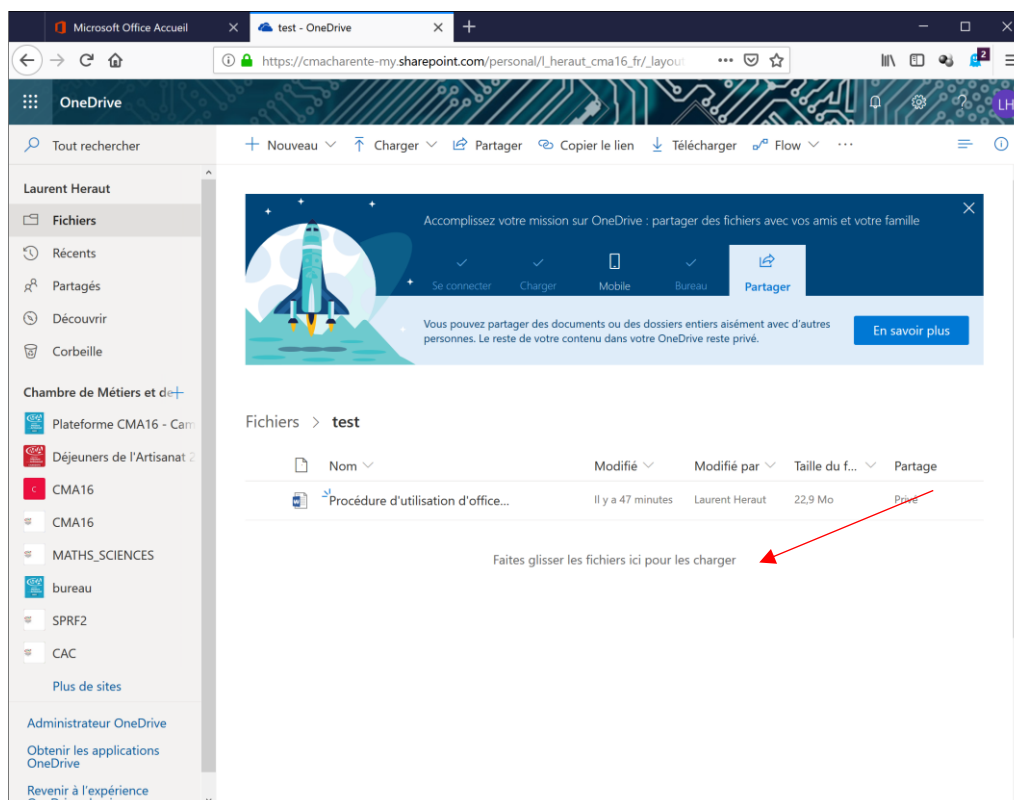 Microsoft Office Accueil
test - OneDrive
https://cmacharente-my.sharepoint.com/personal/l_heraut_cma16_fr/_layou
2
OneDrive
LH
Tout rechercher
Nouveau
Charger
Partager
Copier le lien
Télécharger
Flow
Laurent Heraut
Fichiers
Récents
Partagés
Découvrir
Corbeille
Chambre de Métiers et de
Plateforme CMA16 - Cam
Déjeuners de l'Artisanat 2
C
CMA16
CMA16
MATHS_SCIENCES
bureau
SPRF2
CAC
Plus de sites
Administrateur OneDrive
Obtenir les applications
OneDrive
Revenir à l'expérience
Accomplissez votre mission sur OneDrive : partager des fichiers avec vos amis et votre famille
Se connecter
Charger
Mobile
Bureau
Partager
Vous pouvez partager des documents ou des dossiers entiers aisément avec d'autres
personnes. Le reste de votre contenu dans votre OneDrive reste privé.
En savoir plus
Fichiers > test
Nom
Modifié
Modifié par
Taille du f...
Partage
Procédure d'utilisation d'office...
Il y a 47 minutes
Laurent Heraut
22,9 Mo
Privé
Faites glisser les fichiers ici pour les charger